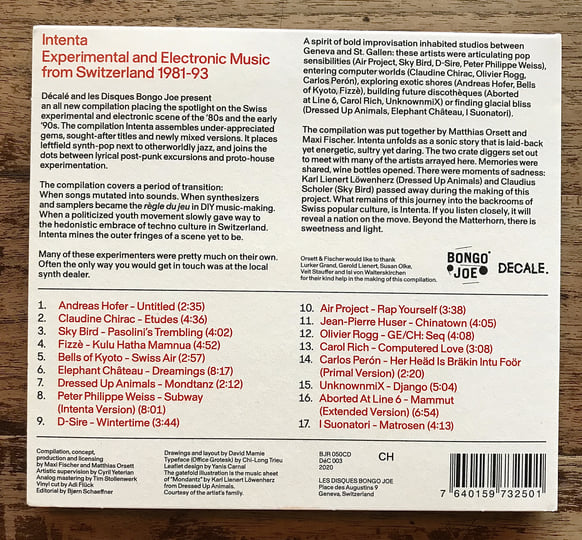 Intenta
Experimental and Electronic Music
from Switzerland 1981-93
Décalé and les Disques Bongo Joe present
an all new compilation placing the spotlight on the Swiss
experimental and electronic scene of the '80s and the early
'90s. The compilation Intenta assembles under-appreciated
gems, sought-after titles and newly mixed versions. It places
leftfield synth-pop next to otherworldly jazz, and joins the
dots between lyrical post-punk excursions and proto-house
experimentation.
The compilation covers a period of transition:
When songs mutated into sounds. When synthesizers
and samplers became the règle du jeu in DIY music-making.
When a politicized youth movement slowly gave way to
the hedonistic embrace of techno culture in Switzerland.
Intenta mines the outer fringes of a scene yet to be.
Many of these experimenters were pretty much on their own.
Often the only way you would get in touch was at the local
synth dealer.
A spirit of bold improvisation inhabited studios between
Geneva and St. Gallen: these artists were articulating pop
sensibilities (Air Project, Sky Bird, D-Sire, Peter Philippe Weiss),
entering computer worlds (Claudine Chirac, Olivier Rogg,
Carlos Perón), exploring exotic shores (Andreas Hofer, Bells
of Kyoto, Fizzè), building future discothèques (Aborted
at Line 6, Carol Rich, UnknownmiX) or finding glacial bliss
(Dressed Up Animals, Elephant Château, I Suonatori).
The compilation was put together by Matthias Orsett and
Maxi Fischer. Intenta unfolds as a sonic story that is laid-back
yet energetic, sultry yet daring. The two crate diggers set out
to meet with many of the artists arrayed here. Memories were
shared, wine bottles opened. There were moments of sadness:
Karl Lienert Löwenherz (Dressed Up Animals) and Claudius
Scholer (Sky Bird) passed away during the making of this
project. What remains of this journey into the backrooms of
Swiss popular culture, is Intenta. If you listen closely, it will
reveal a nation on the move. Beyond the Matterhorn, there is
sweetness and light.
Orsett & Fischer would like to thank
Lurker Grand, Gerold Lienert, Susan Olke,
Veit Stauffer and Isl von Walterskirchen
for their kind help in the making of this compilation.
BONGO
JOE
DECALE.
1. Andreas Hofer - Untitled (2:35)
2. Claudine Chirac - Etudes (4:36)
3. Sky Bird - Pasolini's Trembling (4:02)
4. Fizzè - Kulu Hatha Mamnua (4:52)
5. Bells of Kyoto - Swiss Air (2:57)
6. Elephant Château - Dreamings (8:17)
7. Dressed Up Animals - Mondtanz (2:12)
8. Peter Philippe Weiss - Subway
(Intenta Version) (8:01)
9. D-Sire - Wintertime (3:44)
10. Air Project - Rap Yourself (3:38)
11. Jean-Pierre Huser - Chinatown (4:05)
12. Olivier Rogg - GE/CH: Seq (4:08)
13. Carol Rich - Computered Love (3:08)
14. Carlos Perón - Her Häd Is Bräkin Intu Foör
(Primal Version) (2:20)
15. UnknownmiX - Django (5:04)
16. Aborted At Line 6 - Mammut
(Extended Version) (6:54)
17. I Suonatori - Matrosen (4:13)
Compilation, concept,
production and licensing
by Maxi Fischer and Matthias Orsett
Artistic supervision by Cyril Yeterian
Analog mastering by Tim Stollenwerk
Vinyl cut by Adi Flück
Editorial by Bjørn Schaeffner
Drawings and layout by David Mamie
Typeface (Office Grotesk) by Chi-Long Trieu
Leaflet design by Yanis Carnal
The gatefold illustration is the music sheet
of "Mondantz" by Karl Lienert Löwenherz
from Dressed Up Animals.
Courtesy of the artist's family.
BJR 050CD
DéC 003
2020
LES DISQUES BONGO JOE
Place des Augustins 9
Geneva, Switzerland
CH
7 640159 732501